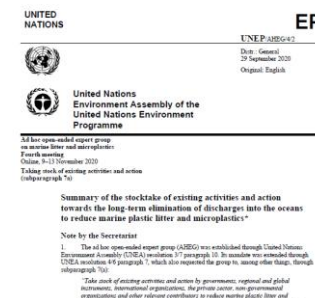 UNITED
NATIONS
EP
UNEP/AHEG/4/2
Distr.: General
29 September 2020
Original: English
United Nations
Environment Assembly of the
United Nations Environment
Programme
Ad hoc open-ended expert group
on marine litter and microplastics
Fourth meeting
Online, 9–13 November 2020
Taking stock of existing activities and action
(subparagraph 7a)
Summary of the stocktake of existing activities and action
towards the long-term elimination of discharges into the oceans
to reduce marine plastic litter and microplastics*
Note by the Secretariat
1. The ad hoc open-ended expert group (AHEG) was established through United Nations
Environment Assembly (UNEA) resolution 3/7 paragraph 10. Its mandate was extended through
UNEA resolution 4/6 paragraph 7, which also requested the group to, among other things, through
subparagraph 7(a):
"Take stock of existing activities and action by governments, regional and global
instruments, international organizations, the private sector, non-governmental
organizations and other relevant contributors to reduce marine plastic litter and